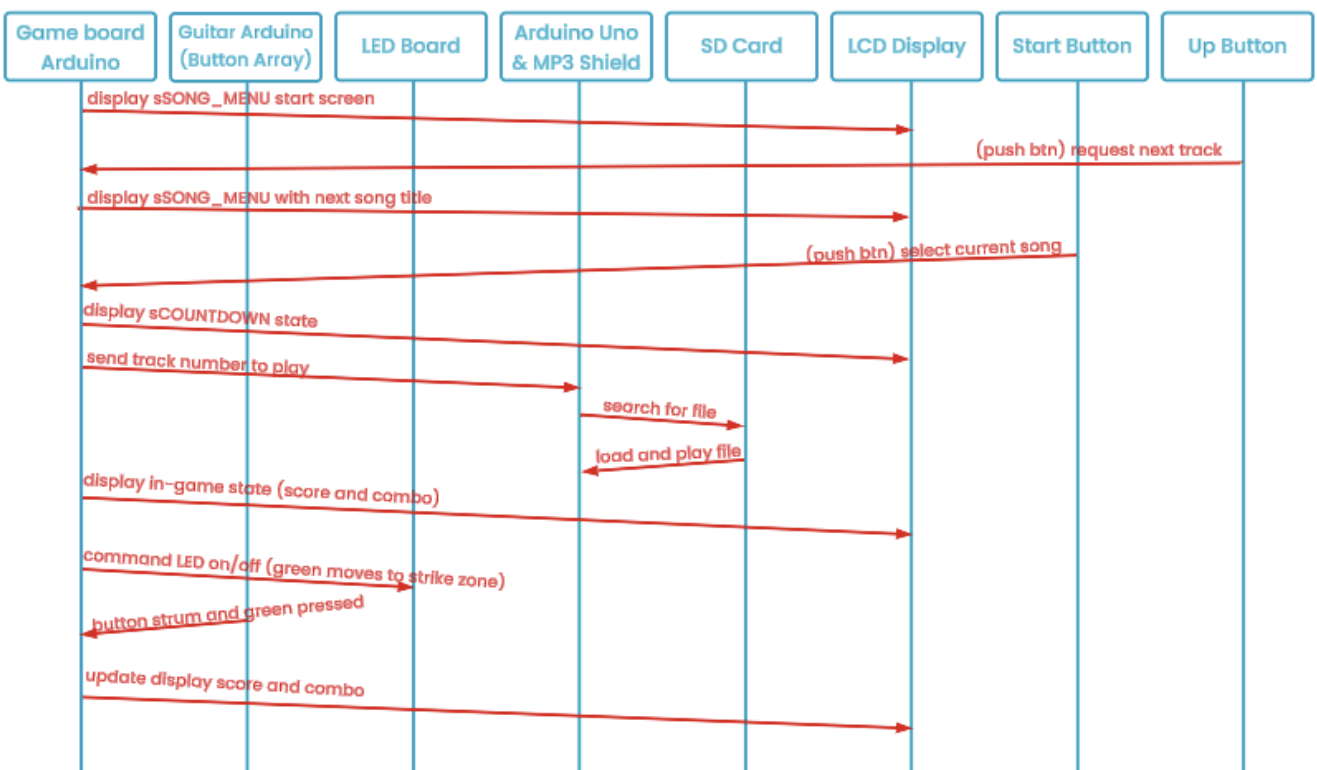 Game board
Arduino
Guitar Arduino
(Button Array)
LED Board
Arduino Uno
& MP3 Shield
SD Card
LCD Display
Start Button
Up Button
display sSONG_MENU start screen
(push btn) request next track
display sSONG_MENU with next song title
(push btn) select current song
display sCOUNTDOWN state
send track number to play
search for file
load and play file
display in-game state (score and combo)
command LED on/off (green moves to strike zone)
button strum and green pressed
update display score and combo